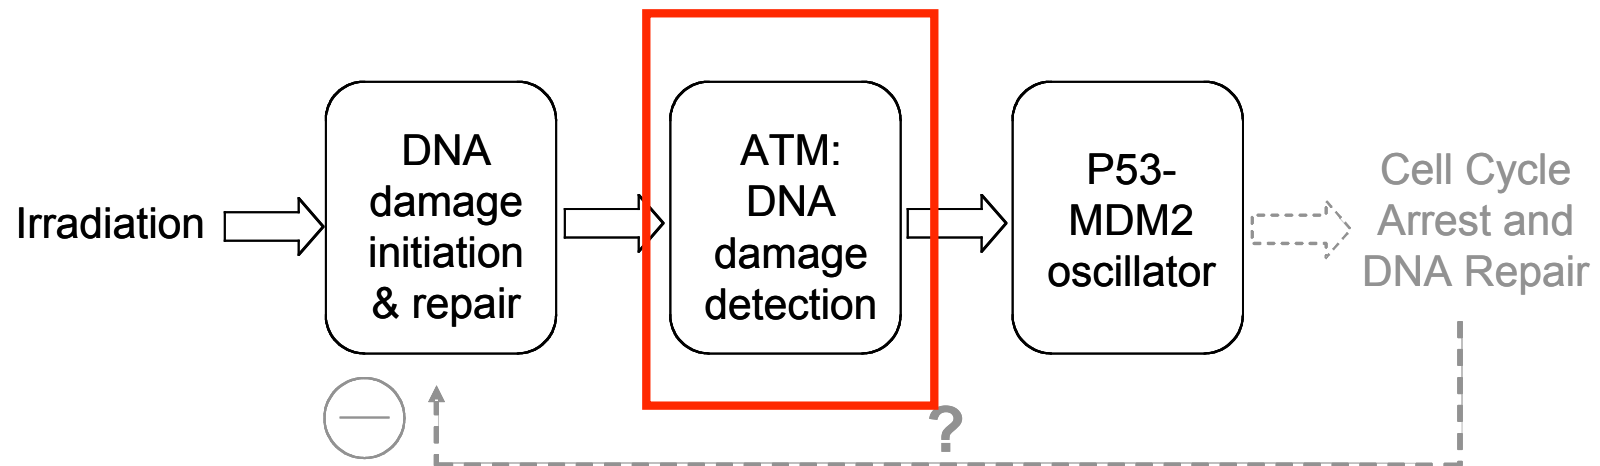 Irradiation
DNA
damage
initiation
& repair
ATM:
DNA
damage
detection
P53-
MDM2
oscillator
Cell Cycle
Arrest and
DNA Repair
?